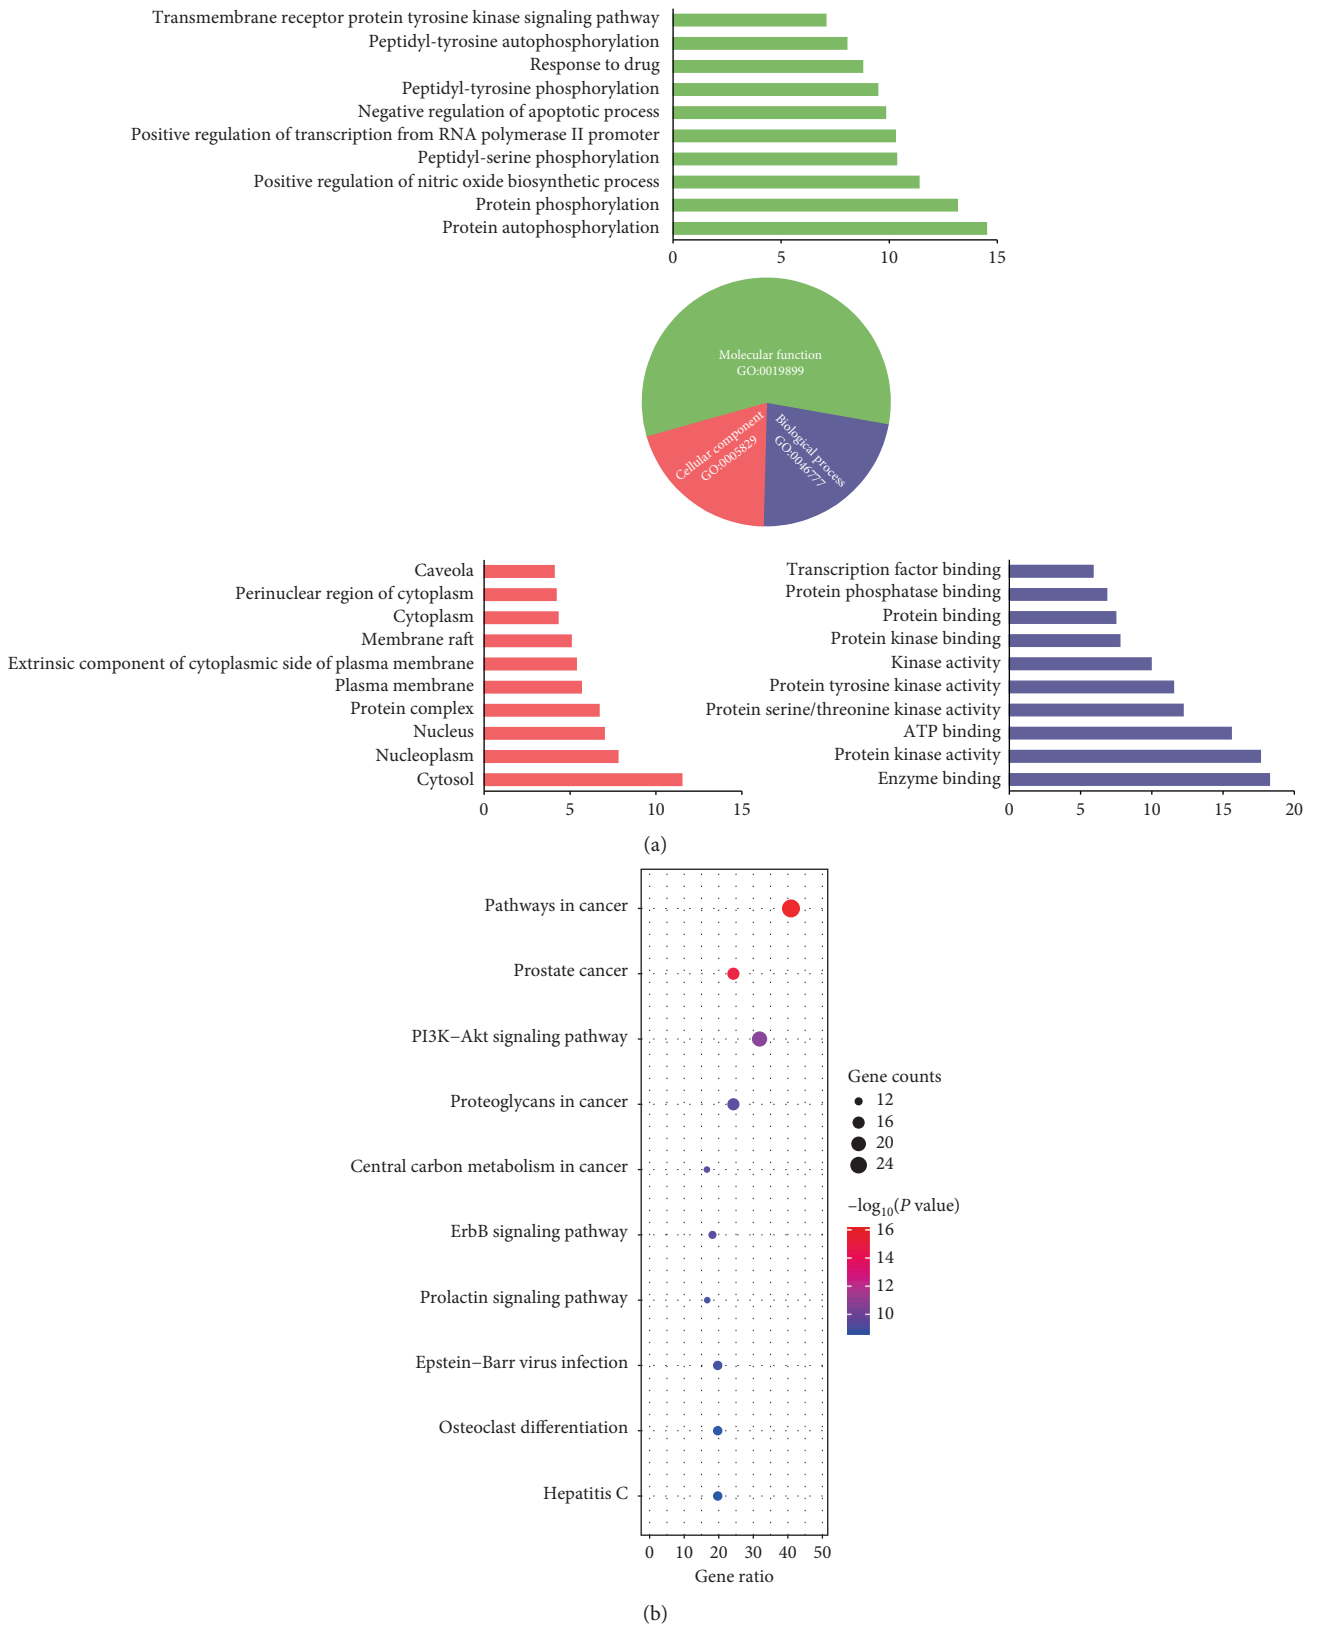 Transmembrane receptor protein tyrosine kinase signaling pathway
Peptidyl-tyrosine autophosphorylation
Response to drug
Peptidyl-tyrosine phosphorylation
Negative regulation of apoptotic process
Positive regulation of transcription from RNA polymerase II promoter
Peptidyl-serine phosphorylation
Positive regulation of nitric oxide biosynthetic process
Protein phosphorylation
Protein autophosphorylation
0 5 10 15
Molecular function
GO:0019899
Cellular component
GO:0005829
Biological process
GO:0046777
Caveola
Perinuclear region of cytoplasm
Cytoplasm
Membrane raft
Extrinsic component of cytoplasmic side of plasma membrane
Plasma membrane
Protein complex
Nucleus
Nucleoplasm
Cytosol
0 5 10 15
Transcription factor binding
Protein phosphatase binding
Protein binding
Protein kinase binding
Kinase activity
Protein tyrosine kinase activity
Protein serine/threonine kinase activity
ATP binding
Protein kinase activity
Enzyme binding
0 5 10 15 20
(a)
Pathways in cancer
Prostate cancer
PI3K−Akt signaling pathway
Proteoglycans in cancer
Central carbon metabolism in cancer
ErbB signaling pathway
Prolactin signaling pathway
Epstein−Barr virus infection
Osteoclast differentiation
Hepatitis C
0 10 20 30 40 50
Gene ratio
Gene counts
12
16
20
24
–log10(P value)
16
14
12
10
(b)